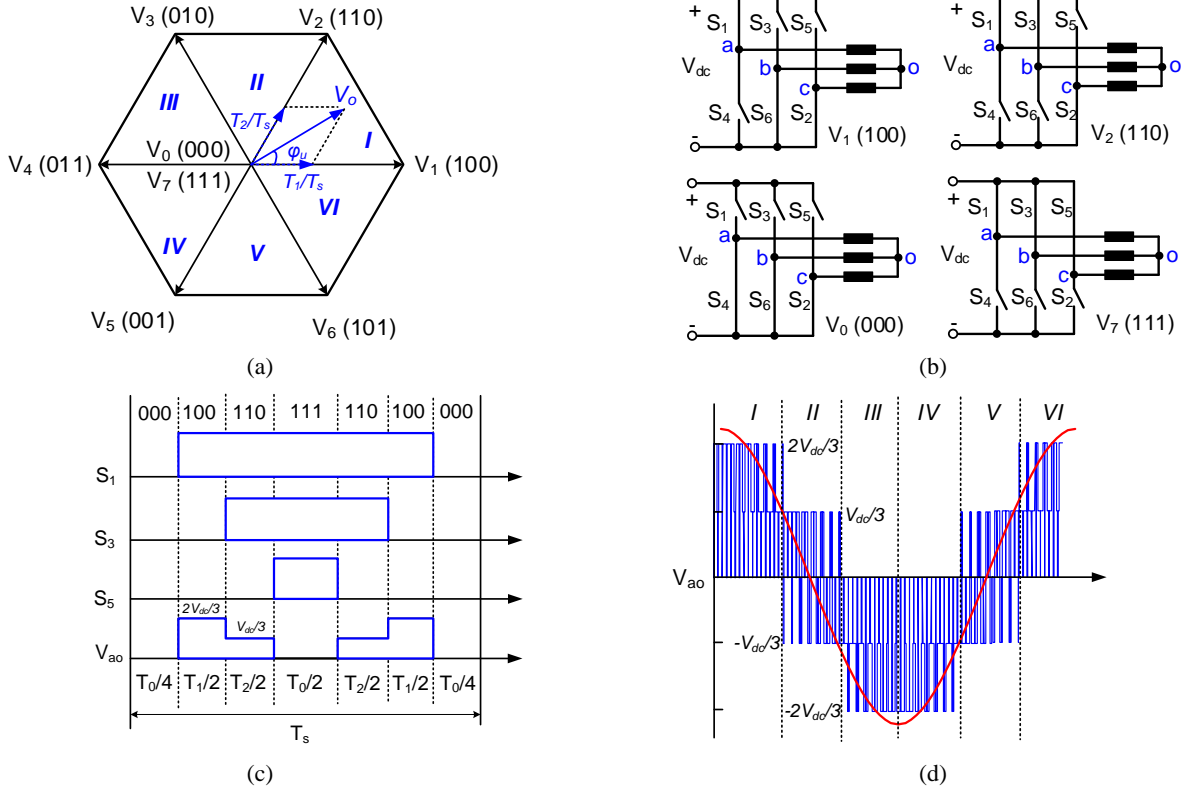 V3 (010)
V2 (110)
II
III
Vo
T2/Ts
I
V0 (000)
φu
V4 (011)
V1 (100)
V7 (111)
T1/Ts
VI
IV
V
V5 (001)
V6 (101)
(a)
+
S1
S3
S5
a
Vdc
b
o
c
S4
S6
S2
-
V1 (100)
+
S1
S3
S5
a
Vdc
b
o
c
S4
S6
S2
-
V2 (110)
+
S1
S3
S5
a
Vdc
b
o
c
S4
S6
S2
-
V0 (000)
+
S1
S3
S5
a
Vdc
b
o
c
S4
S6
S2
-
V7 (111)
(b)
000 100 110 111 110 100 000
S1
S3
S5
2Vdc/3
Vdc/3
Vao
T0/4 T1/2 T2/2 T0/2 T2/2 T1/2 T0/4
Ts
(c)
I II III IV V VI
2Vdc/3
Vdc/3
Vao
-Vdc/3
-2Vdc/3
(d)